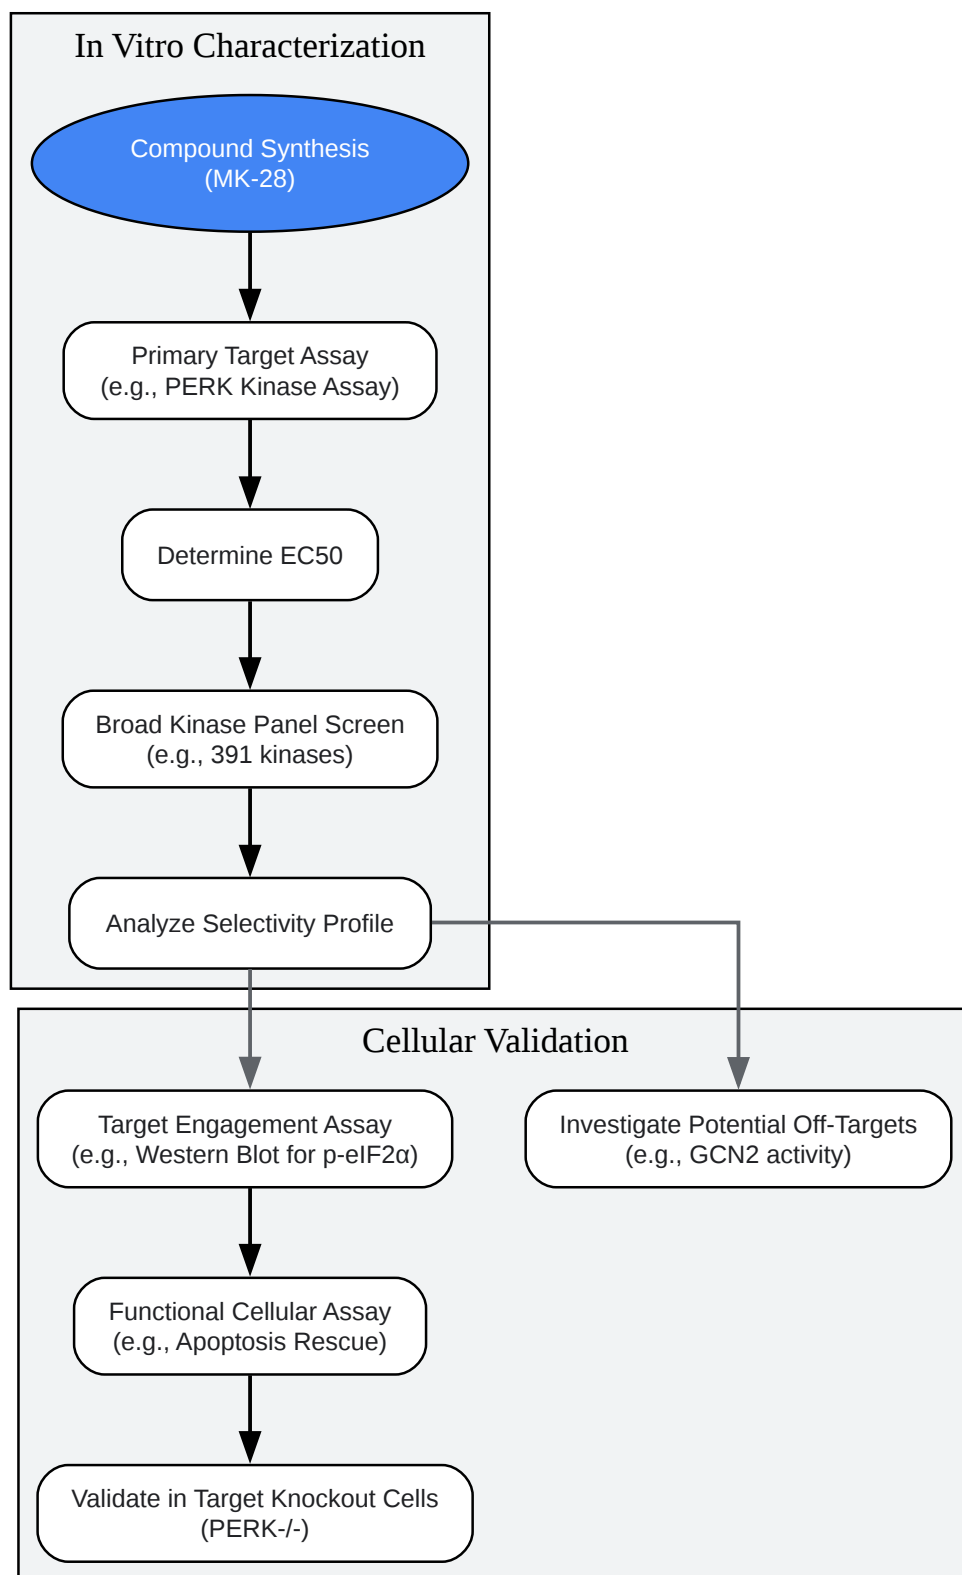 In Vitro Characterization
Compound Synthesis
(MK-28)
Primary Target Assay
(e.g., PERK Kinase Assay)
Determine EC50
Broad Kinase Panel Screen
(e.g., 391 kinases)
Analyze Selectivity Profile
Cellular Validation
Target Engagement Assay
(e.g., Western Blot for p-eIF2α)
Investigate Potential Off-Targets
(e.g., GCN2 activity)
Functional Cellular Assay
(e.g., Apoptosis Rescue)
Validate in Target Knockout Cells
(PERK-/-)